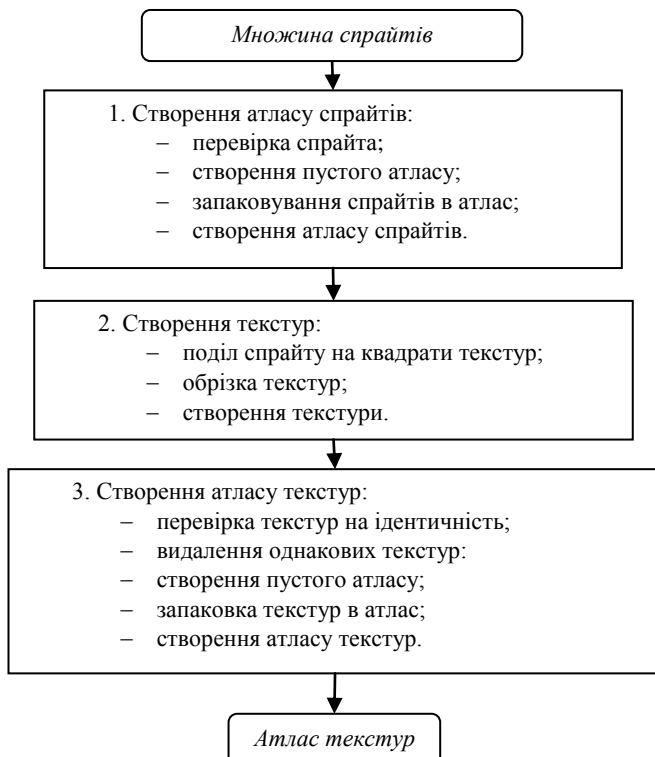 Множина спрайтів
1. Створення атласу спрайтів:
– перевірка спрайта;
– створення пустого атласу;
– запаковування спрайтів в атлас;
– створення атласу спрайтів.
2. Створення текстур:
– поділ спрайту на квадрати текстур;
– обрізка текстур;
– створення текстури.
3. Створення атласу текстур:
– перевірка текстур на ідентичність;
– видалення однакових текстур:
– створення пустого атласу;
– запаковка текстур в атлас;
– створення атласу текстур.
Атлас текстур